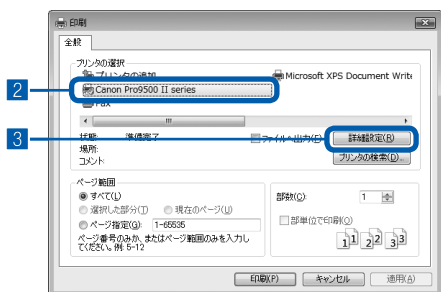 印刷
全般
プリンタの選択
プリンタの追加
Microsoft XPS Document Write
2
Canon Pro9500 II series
Fax
状態: 準備完了
ファイルへ出力(F)
3
詳細設定(R)
場所:
コメント:
プリンタの検索(D)...
ページ範囲
すべて(L)
選択した部分(T)
現在のページ(U)
ページ指定(G): 1-65535
ページ番号のみか、またはページ範囲のみを入力し
てください。例: 5-12
部数(C): 1
部単位で印刷(O)
1 1 2 2 3 3
印刷(P)
キャンセル
適用(A)